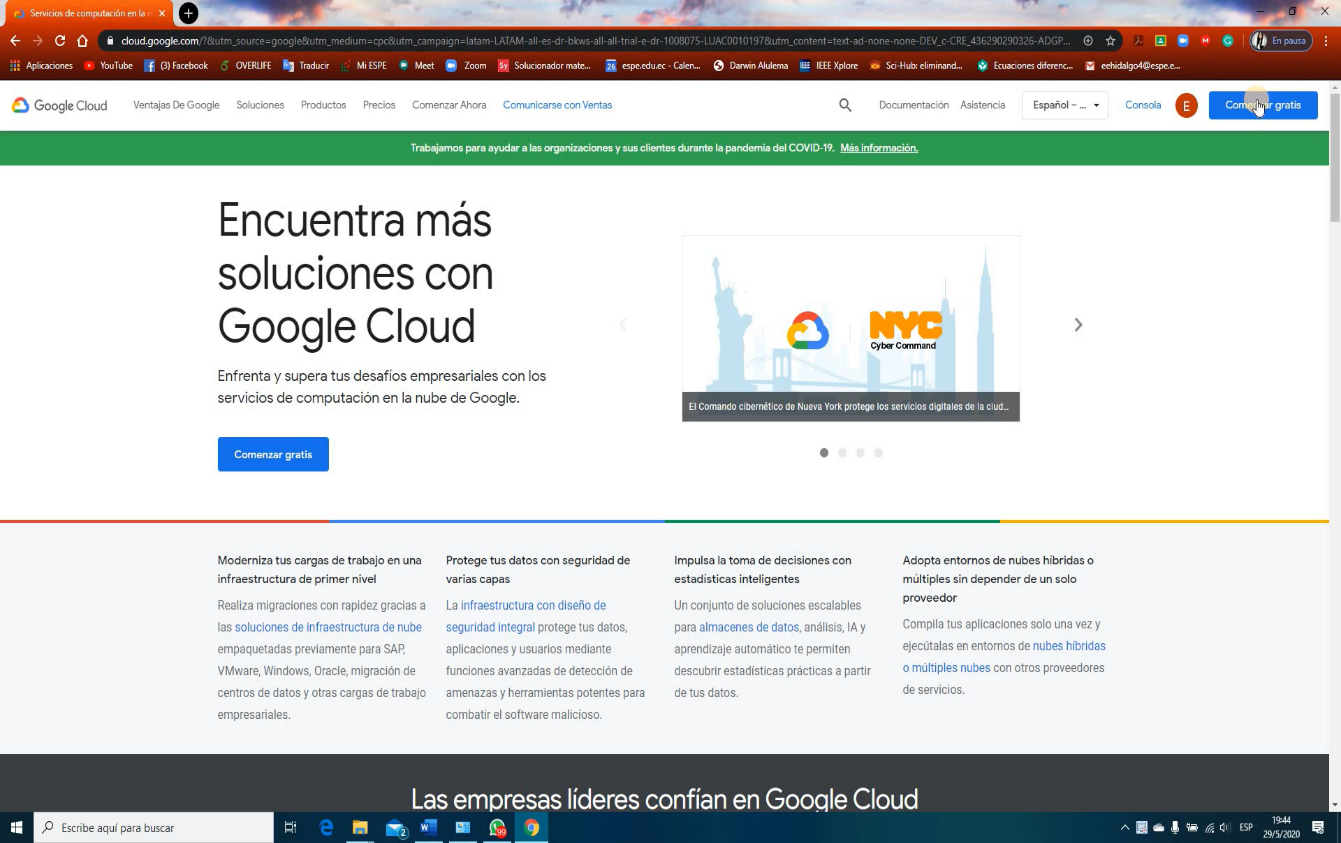 Servicios de computación en la n
cloud.google.com/?&utm_source=google&utm_medium=cpc&utm_campaign=latam-LATAM-all-es-dr-bkws-all-all-trial-e-dr-1008075-LUAC0010197&utm_content=text-ad-none-none-DEV_c-CRE_436290290326-ADGP...
En pausa
Aplicaciones YouTube (3) Facebook OVERLIFE Traducir Mi ESPE Meet Zoom Solucionador mate... espe.edu.ec - Calen... Darwin Alulema IEEE Xplore Sci-Hub: eliminand... Ecuaciones diferenc... eehidalgo4@espe.e...
Google Cloud Ventajas De Google Soluciones Productos Precios Comenzar Ahora Comunicarse con Ventas Documentación Asistencia Español – ... Consola E Comenzar gratis
Trabajamos para ayudar a las organizaciones y sus clientes durante la pandemia del COVID-19. Más información.
Encuentra más
soluciones con
Google Cloud
Enfrenta y supera tus desafíos empresariales con los
servicios de computación en la nube de Google.
Comenzar gratis
NYC
Cyber Command
El Comando cibernético de Nueva York protege los servicios digitales de la ciud...
Moderniza tus cargas de trabajo en una
infraestructura de primer nivel
Realiza migraciones con rapidez gracias a
las soluciones de infraestructura de nube
empaquetadas previamente para SAP,
VMware, Windows, Oracle, migración de
centros de datos y otras cargas de trabajo
empresariales.
Protege tus datos con seguridad de
varias capas
La infraestructura con diseño de
seguridad integral protege tus datos,
aplicaciones y usuarios mediante
funciones avanzadas de detección de
amenazas y herramientas potentes para
combatir el software malicioso.
Impulsa la toma de decisiones con
estadísticas inteligentes
Un conjunto de soluciones escalables
para almacenes de datos, análisis, IA y
aprendizaje automático te permiten
descubrir estadísticas prácticas a partir
de tus datos.
Adopta entornos de nubes híbridas o
múltiples sin depender de un solo
proveedor
Compila tus aplicaciones solo una vez y
ejecútalas en entornos de nubes híbridas
o múltiples nubes con otros proveedores
de servicios.
Las empresas líderes confían en Google Cloud
Escribe aquí para buscar
2
99
ESP
19:44
29/5/2020